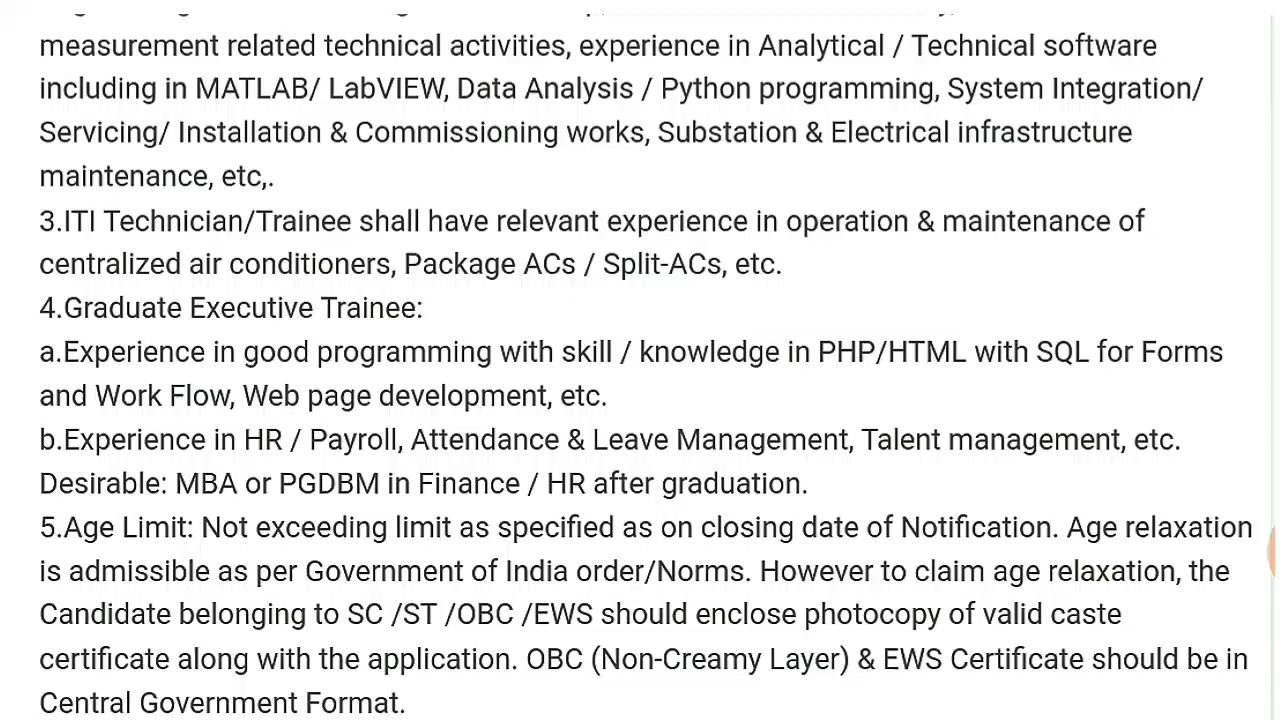 measurement related technical activities, experience in Analytical / Technical software
including in MATLAB/ LabVIEW, Data Analysis / Python programming, System Integration/
Servicing/ Installation & Commissioning works, Substation & Electrical infrastructure
maintenance, etc,.
3.ITI Technician/Trainee shall have relevant experience in operation & maintenance of
centralized air conditioners, Package ACs / Split-ACs, etc.
4.Graduate Executive Trainee:
a.Experience in good programming with skill / knowledge in PHP/HTML with SQL for Forms
and Work Flow, Web page development, etc.
b.Experience in HR / Payroll, Attendance & Leave Management, Talent management, etc.
Desirable: MBA or PGDBM in Finance / HR after graduation.
5.Age Limit: Not exceeding limit as specified as on closing date of Notification. Age relaxation
is admissible as per Government of India order/Norms. However to claim age relaxation, the
Candidate belonging to SC /ST /OBC /EWS should enclose photocopy of valid caste
certificate along with the application. OBC (Non-Creamy Layer) & EWS Certificate should be in
Central Government Format.